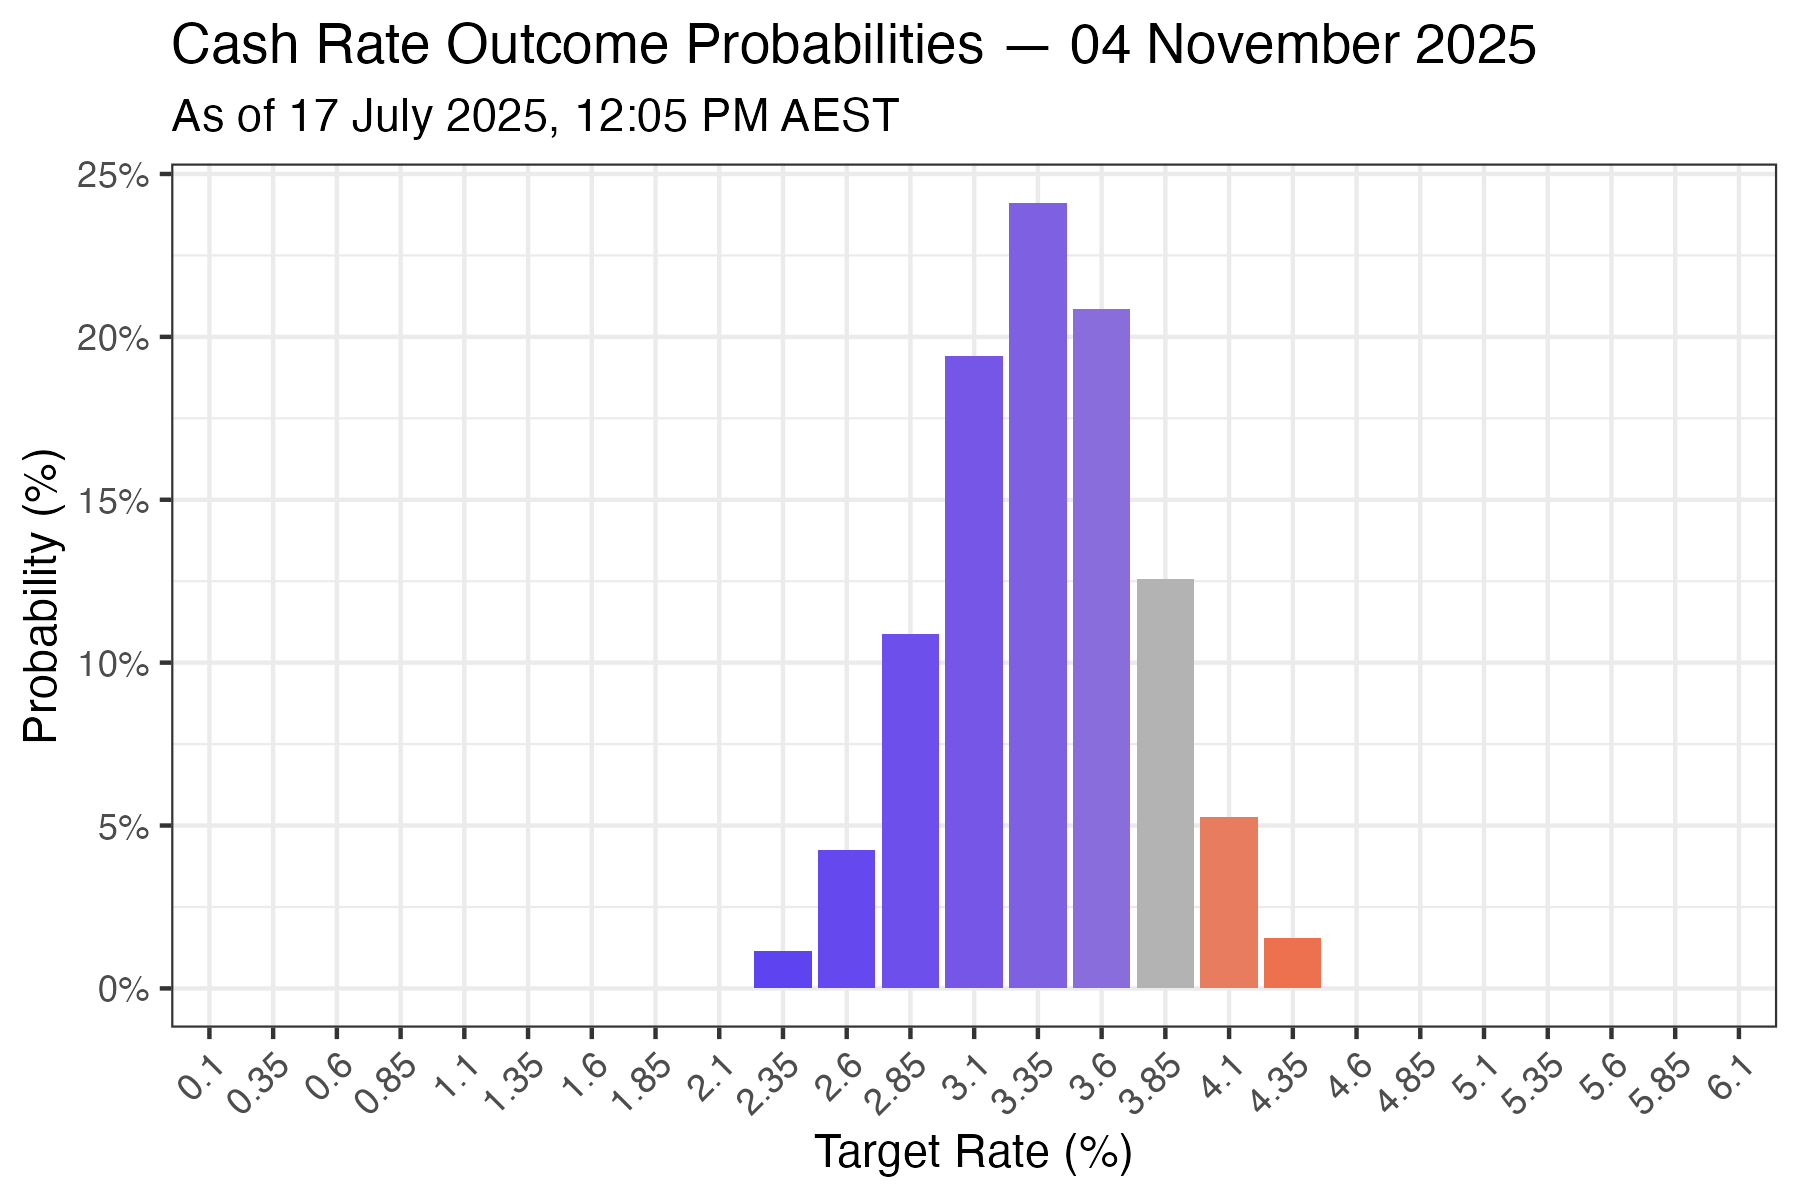 Cash Rate Outcome Probabilities — 04 November 2025
As of 17 July 2025, 12:05 PM AEST
Probability (%)
25%
20%
15%
10%
5%
0%
0.1 0.35 0.6 0.85 1.1 1.35 1.6 1.85 2.1 2.35 2.6 2.85 3.1 3.35 3.6 3.85 4.1 4.35 4.6 4.85 5.1 5.35 5.6 5.85 6.1
Target Rate (%)